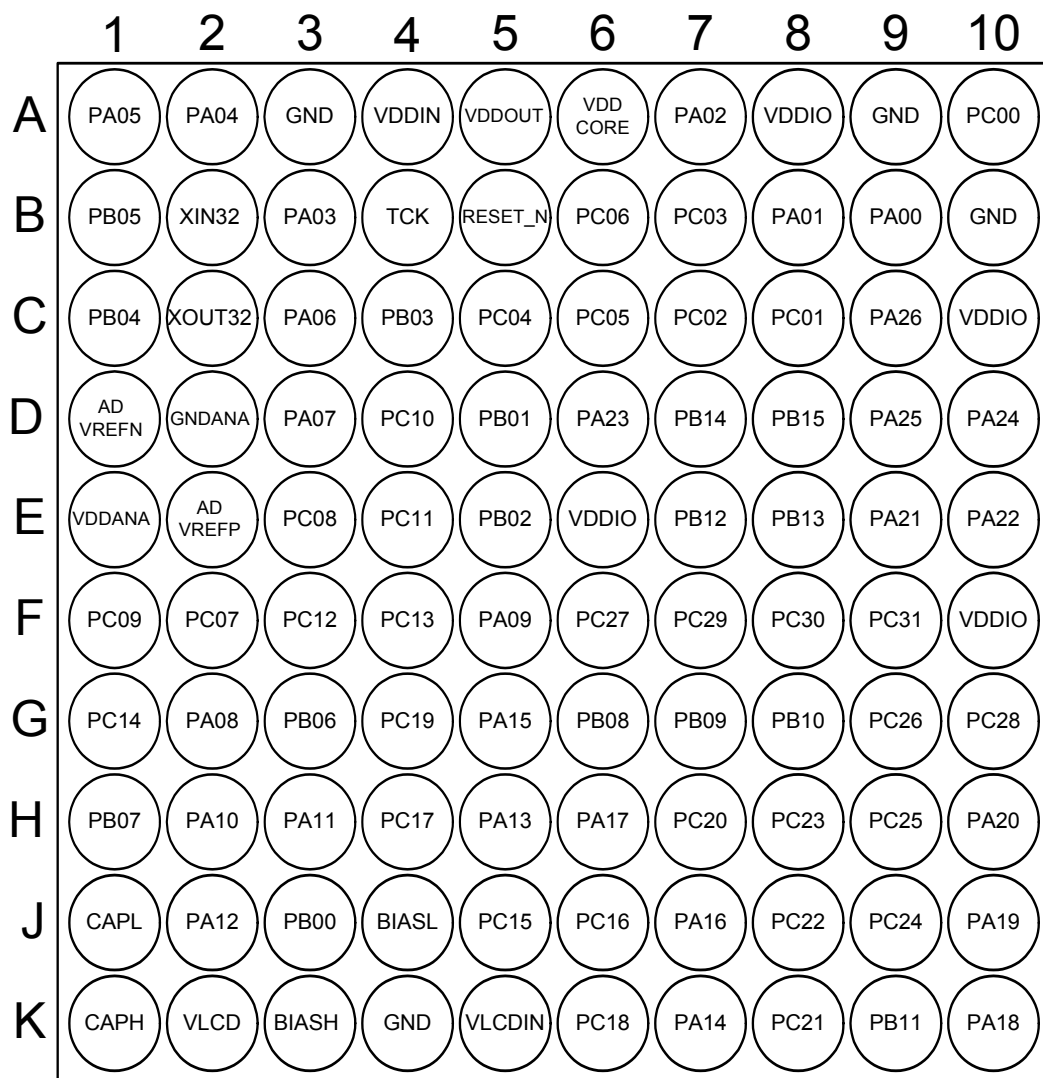 1 2 3 4 5 6 7 8 9 10
A PA05 PA04 GND VDDIN VDDOUT VDD CORE PA02 VDDIO GND PC00
B PB05 XIN32 PA03 TCK RESET_N PC06 PC03 PA01 PA00 GND
C PB04 XOUT32 PA06 PB03 PC04 PC05 PC02 PC01 PA26 VDDIO
D AD VREFN GNDANA PA07 PC10 PB01 PA23 PB14 PB15 PA25 PA24
E VDDANA AD VREFP PC08 PC11 PB02 VDDIO PB12 PB13 PA21 PA22
F PC09 PC07 PC12 PC13 PA09 PC27 PC29 PC30 PC31 VDDIO
G PC14 PA08 PB06 PC19 PA15 PB08 PB09 PB10 PC26 PC28
H PB07 PA10 PA11 PC17 PA13 PA17 PC20 PC23 PC25 PA20
J CAPL PA12 PB00 BIASL PC15 PC16 PA16 PC22 PC24 PA19
K CAPH VLCD BIASH GND VLCDIN PC18 PA14 PC21 PB11 PA18